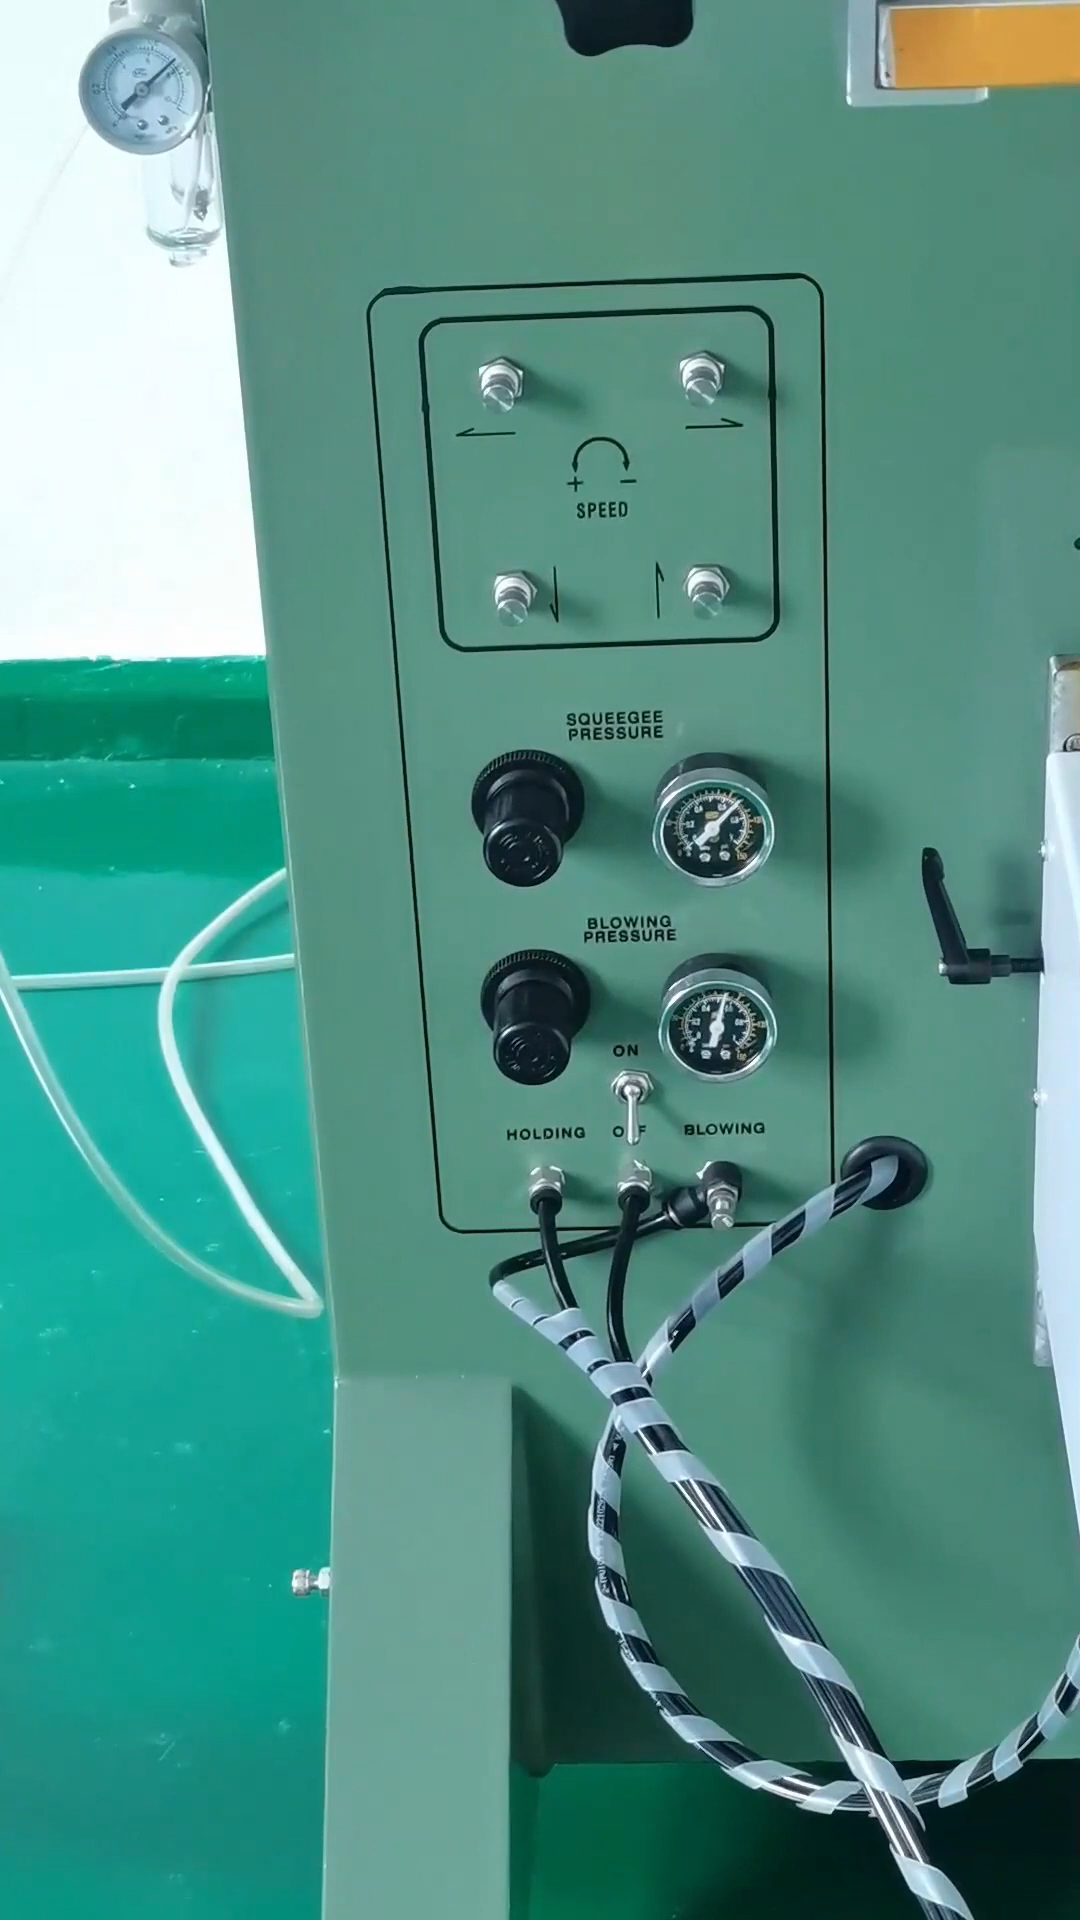 + −
SPEED
SQUEEGEE
PRESSURE
BLOWING
PRESSURE
ON
HOLDING OFF BLOWING